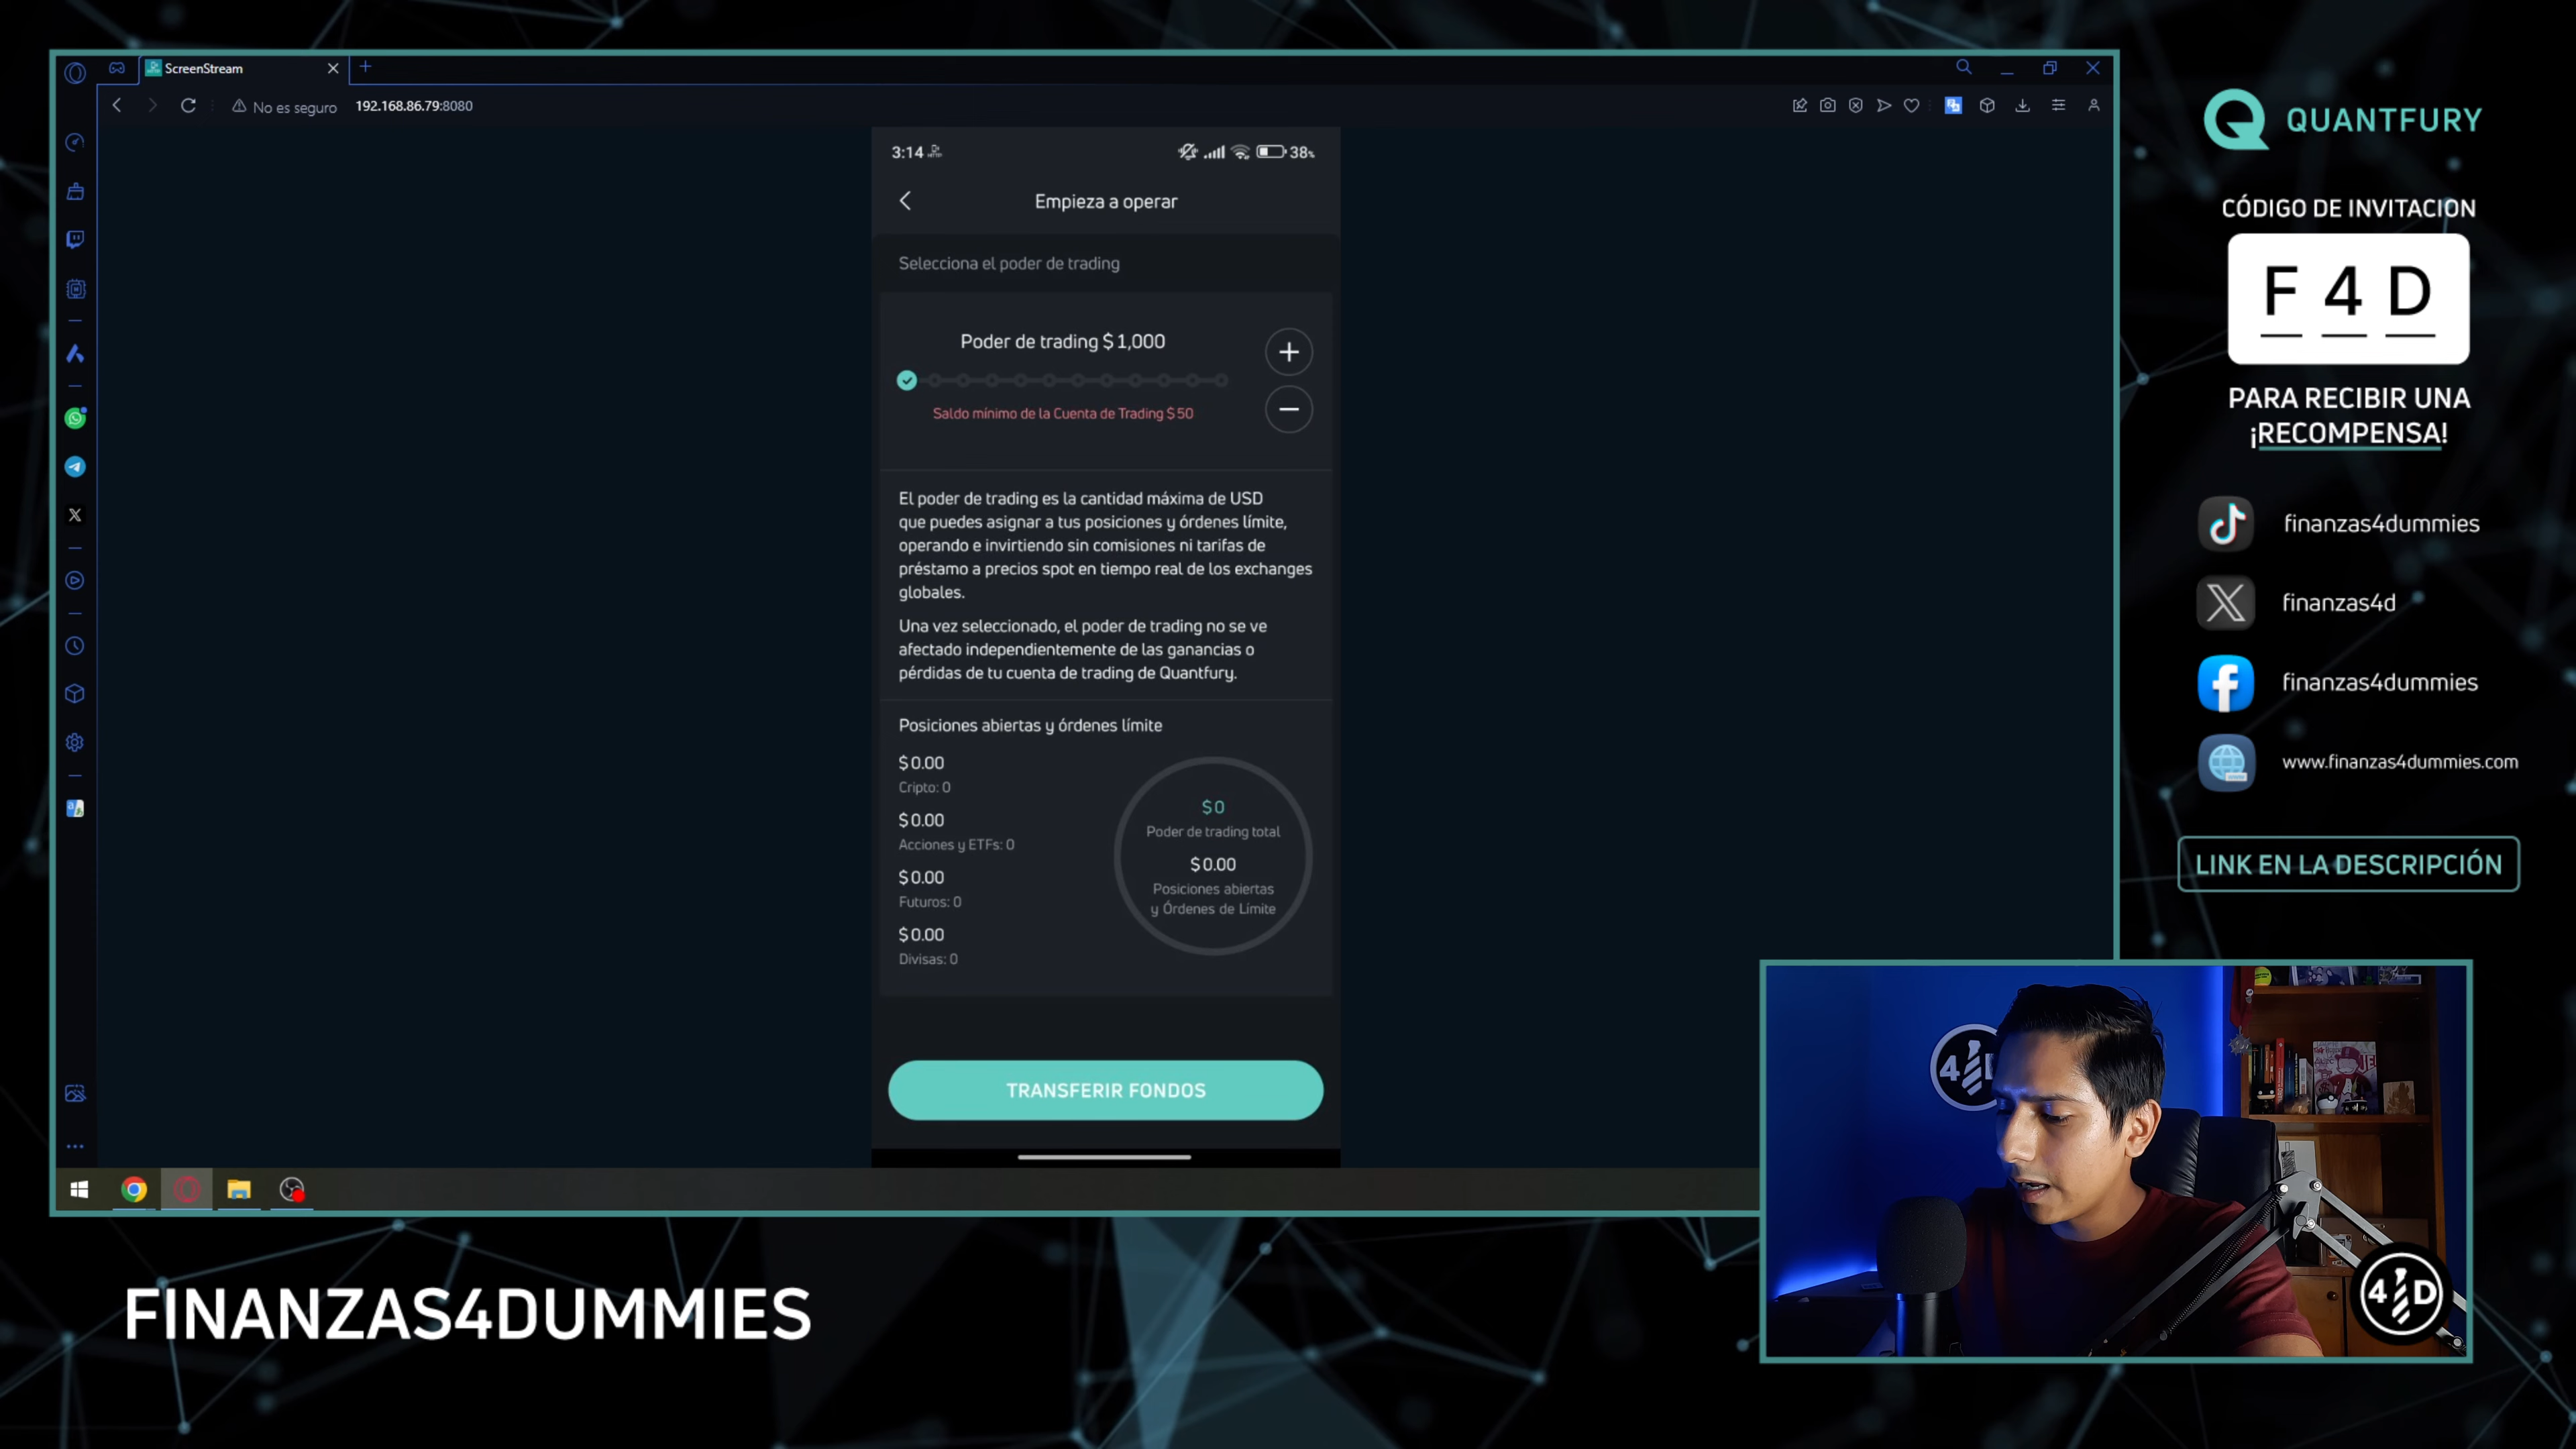 ScreenStream
No es seguro
192.168.86.79:8080
3:14
38%
Empieza a operar
Selecciona el poder de trading
Poder de trading $ 1,000
Saldo mínimo de la Cuenta de Trading $ 50
El poder de trading es la cantidad máxima de USD
que puedes asignar a tus posiciones y órdenes límite,
operando e invirtiendo sin comisiones ni tarifas de
préstamo a precios spot en tiempo real de los exchanges
globales.
Una vez seleccionado, el poder de trading no se ve
afectado independientemente de las ganancias o
pérdidas de tu cuenta de trading de Quantfury.
Posiciones abiertas y órdenes límite
$ 0.00
Cripto: 0
$ 0.00
Acciones y ETFs: 0
$ 0.00
Futuros: 0
$ 0.00
Divisas: 0
$ 0
Poder de trading total
$ 0.00
Posiciones abiertas
y Órdenes de Límite
TRANSFERIR FONDOS
QUANTFURY
CÓDIGO DE INVITACION
F 4 D
PARA RECIBIR UNA
¡RECOMPENSA!
finanzas4dummies
finanzas4d
finanzas4dummies
www.finanzas4dummies.com
LINK EN LA DESCRIPCIÓN
4D
FINANZAS4DUMMIES